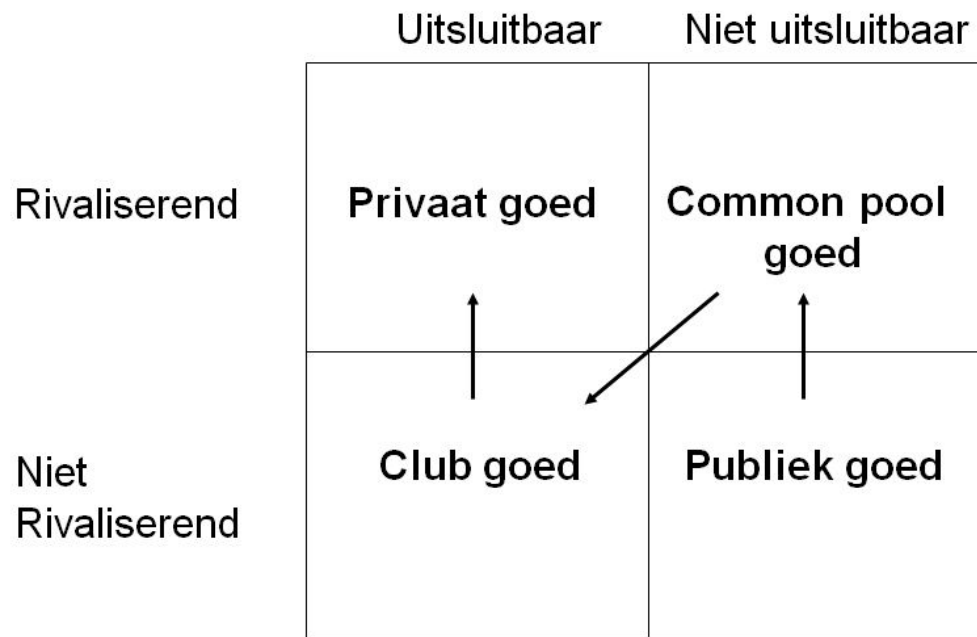 Uitsluitbaar Niet uitsluitbaar
Rivaliserend Privaat goed Common pool
goed
Niet
Rivaliserend
Club goed Publiek goed